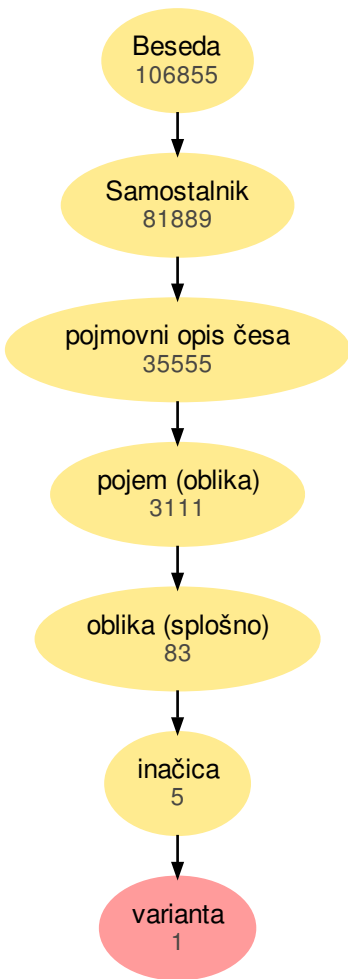 Beseda
106855
Samostalnik
81889
pojmovni opis česa
35555
pojem (oblika)
3111
oblika (splošno)
83
inačica
5
varianta
1